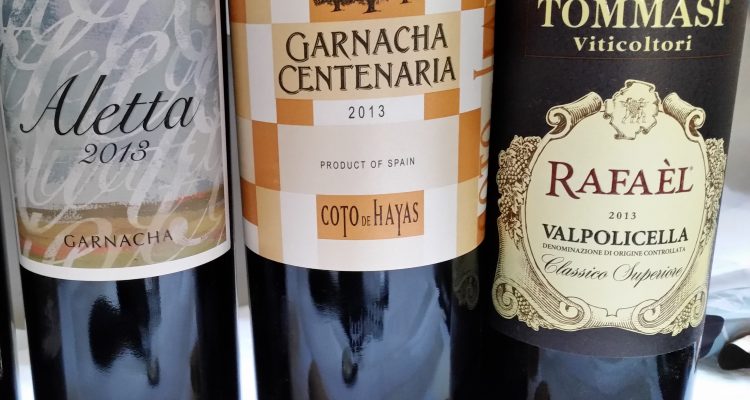 Aletta
2013
GARNACHA
GARNACHA
CENTENARIA
2013
PRODUCT OF SPAIN
COTO DE HAYAS
TOMMASI
Viticoltori
RAFAÈL
2013
VALPOLICELLA
DENOMINAZIONE DI ORIGINE CONTROLLATA
Classico Superiore